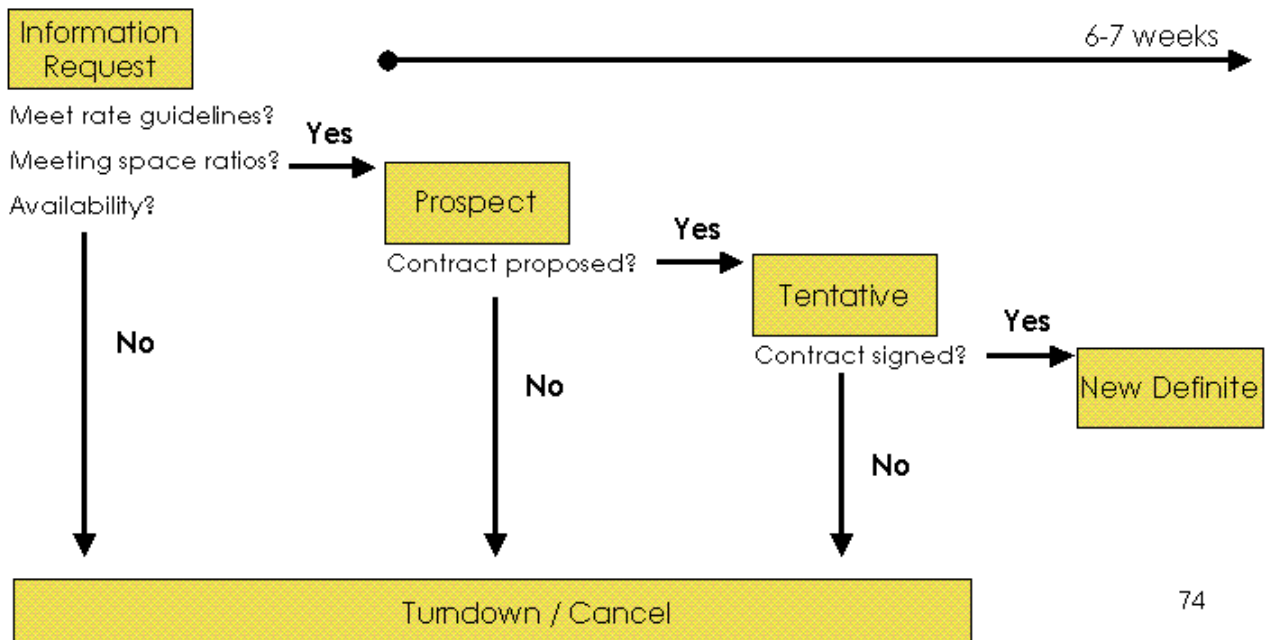 Information
Request
6-7 weeks
Meet rate guidelines?
Yes
Meeting space ratios?
Availability?
Prospect
Yes
Contract proposed?
Tentative
No
Yes
Contract signed?
No
New Definite
No
Turndown / Cancel
74